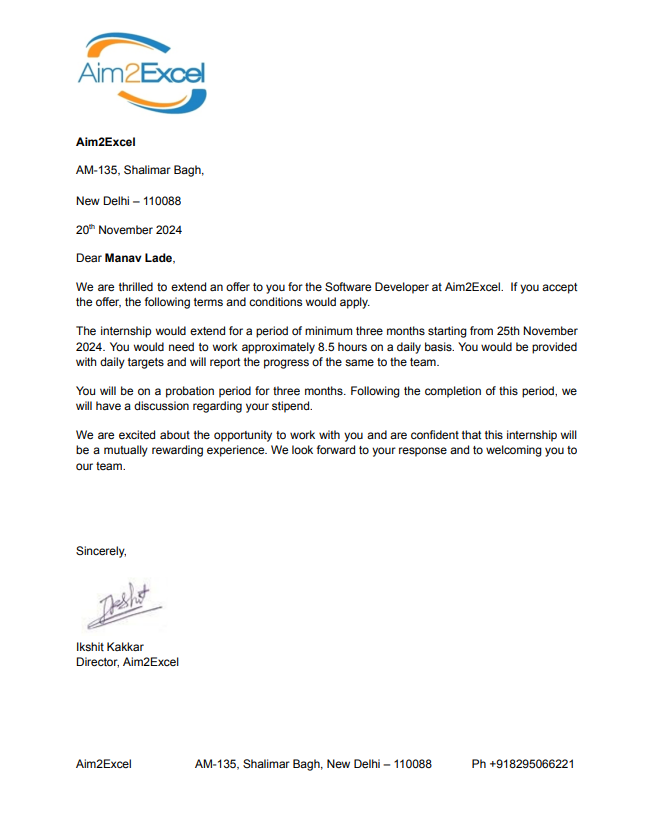 Aim2Excel
Aim2Excel
AM-135, Shalimar Bagh,
New Delhi – 110088
20th November 2024
Dear Manav Lade,
We are thrilled to extend an offer to you for the Software Developer at Aim2Excel. If you accept
the offer, the following terms and conditions would apply.
The internship would extend for a period of minimum three months starting from 25th November
2024. You would need to work approximately 8.5 hours on a daily basis. You would be provided
with daily targets and will report the progress of the same to the team.
You will be on a probation period for three months. Following the completion of this period, we
will have a discussion regarding your stipend.
We are excited about the opportunity to work with you and are confident that this internship will
be a mutually rewarding experience. We look forward to your response and to welcoming you to
our team.
Sincerely,
Ikshit Kakkar
Director, Aim2Excel
Aim2Excel AM-135, Shalimar Bagh, New Delhi – 110088 Ph +918295066221